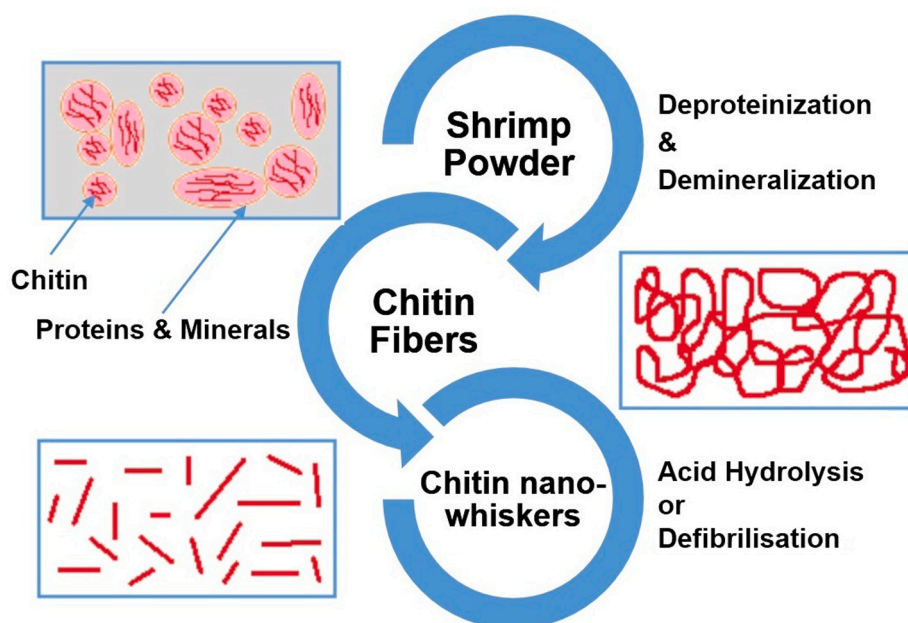 Shrimp
Powder
Deproteinization
&
Demineralization
Chitin
Proteins & Minerals
Chitin
Fibers
Chitin nano-
whiskers
Acid Hydrolysis
or
Defibrilisation